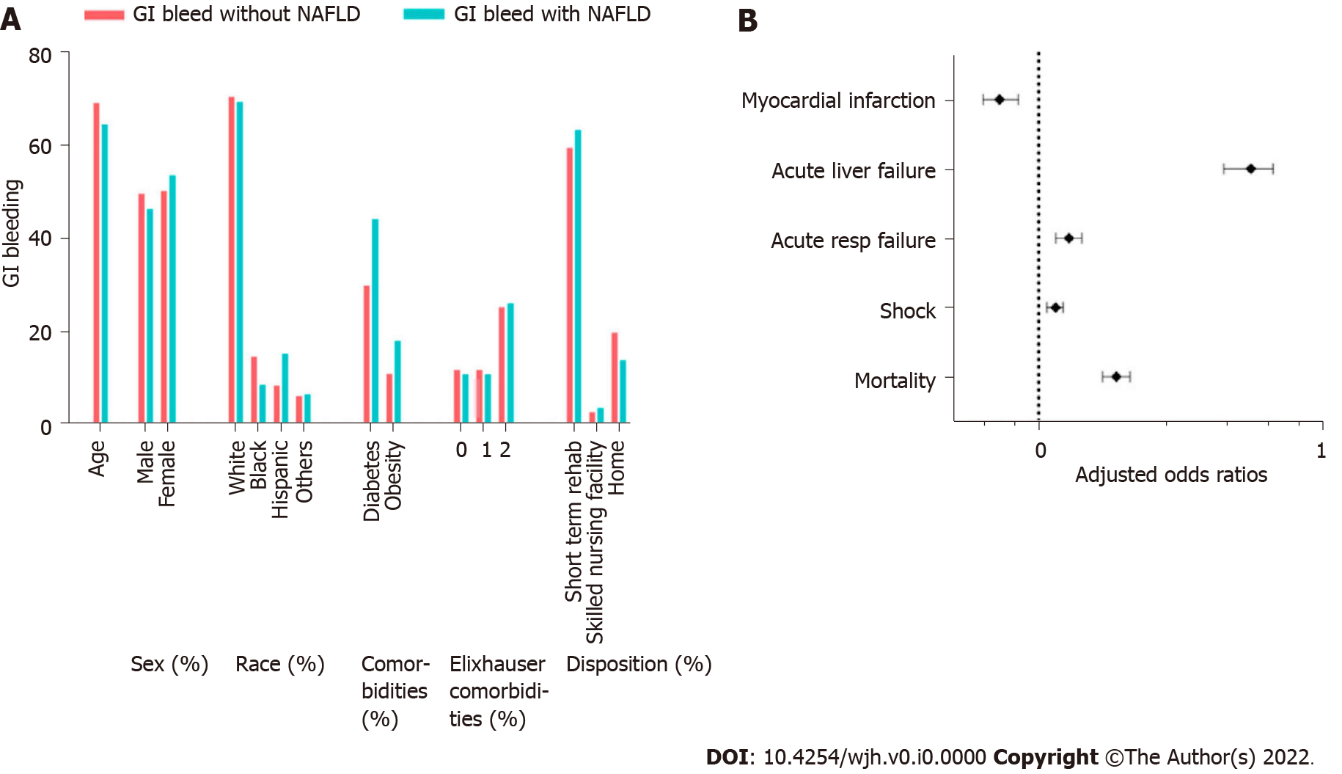 A
GI bleed without NAFLD
GI bleed with NAFLD
80
60
40
20
0
GI bleeding
Age
Male
Female
White
Black
Hispanic
Others
Diabetes
Obesity
0
1
2
Short term rehab
Skilled nursing facility
Home
Sex (%)
Race (%)
Comor-
bidities
(%)
Elixhauser
comorbidi-
ties (%)
Disposition (%)
B
Myocardial infarction
Acute liver failure
Acute resp failure
Shock
Mortality
0
1
Adjusted odds ratios
DOI: 10.4254/wjh.v0.i0.0000 Copyright ©The Author(s) 2022.